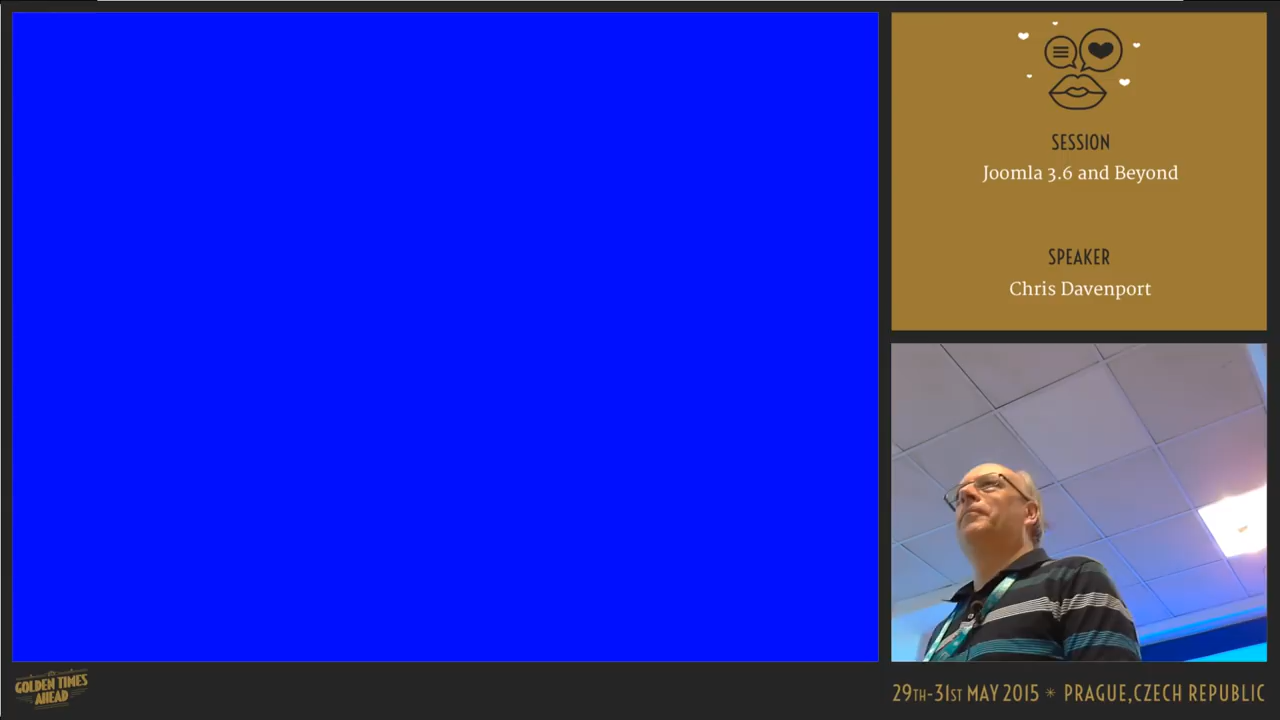 SESSION
Joomla 3.6 and Beyond
SPEAKER
Chris Davenport
GOLDEN TIMES
AHEAD
29TH-31ST MAY 2015 * PRAGUE,CZECH REPUBLIC